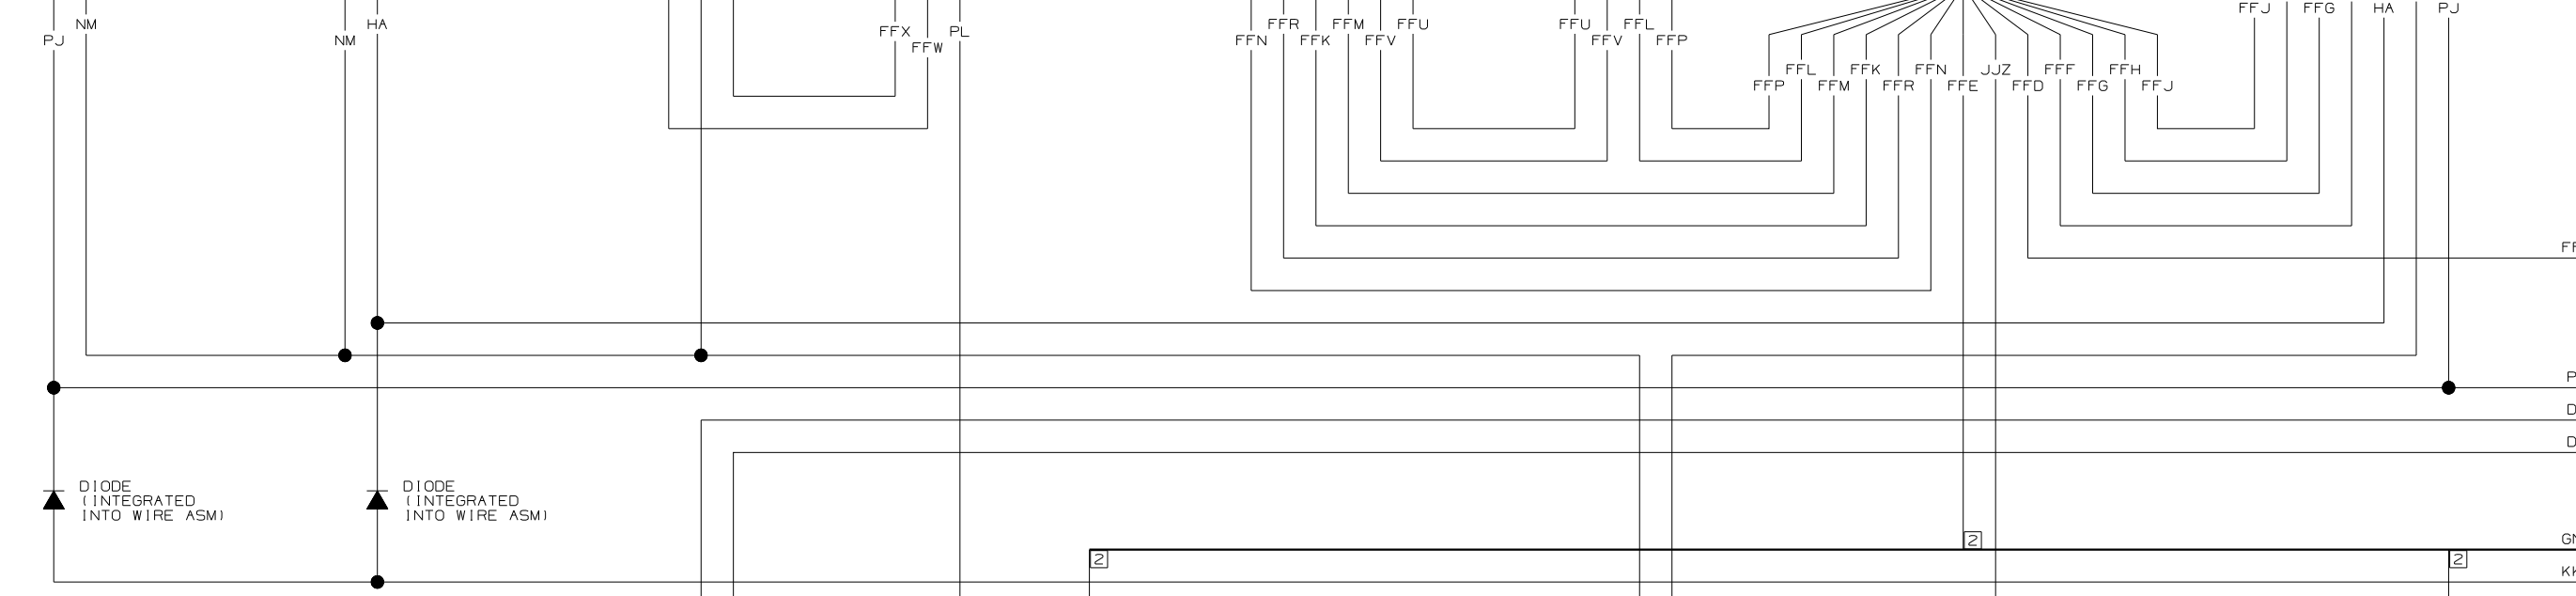 FFJ FFG HA PJ
NM HA FFR FFM FFU FFU FFL
FFX PL
PJ NM FFN FFK FFV FFV FFP
FFW
FFL FFK FFN JJZ FFF FFH
FFP FFM FFR FFE FFD FFG FFJ
DIODE
(INTEGRATED
INTO WIRE ASM)
DIODE
(INTEGRATED
INTO WIRE ASM)
2
2
2